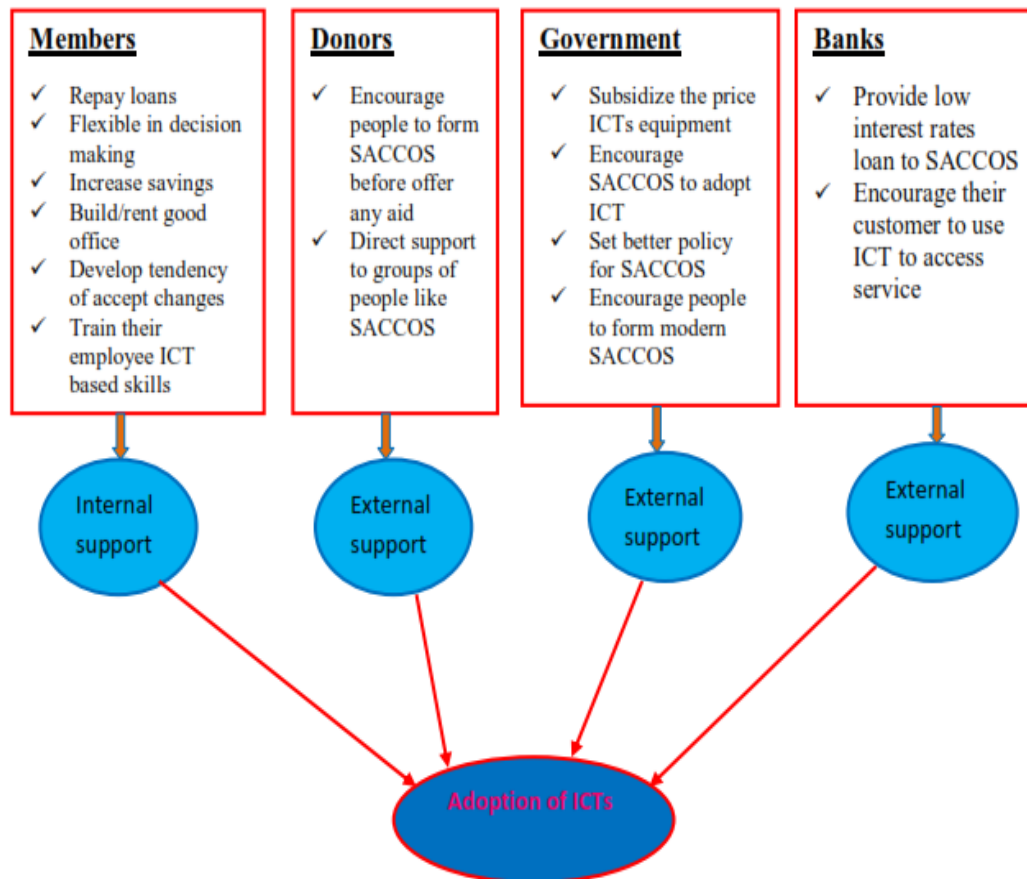 Members
✓ Repay loans
✓ Flexible in decision
making
✓ Increase savings
✓ Build/rent good
office
✓ Develop tendency
of accept changes
✓ Train their
employee ICT
based skills
Donors
✓ Encourage
people to form
SACCOS
before offer
any aid
✓ Direct support
to groups of
people like
SACCOS
Government
✓ Subsidize the price
ICTs equipment
✓ Encourage
SACCOS to adopt
ICT
✓ Set better policy
for SACCOS
✓ Encourage people
to form modern
SACCOS
Banks
✓ Provide low
interest rates
loan to SACCOS
✓ Encourage their
customer to use
ICT to access
service
Internal
support
External
support
External
support
External
support
Adoption of ICTs